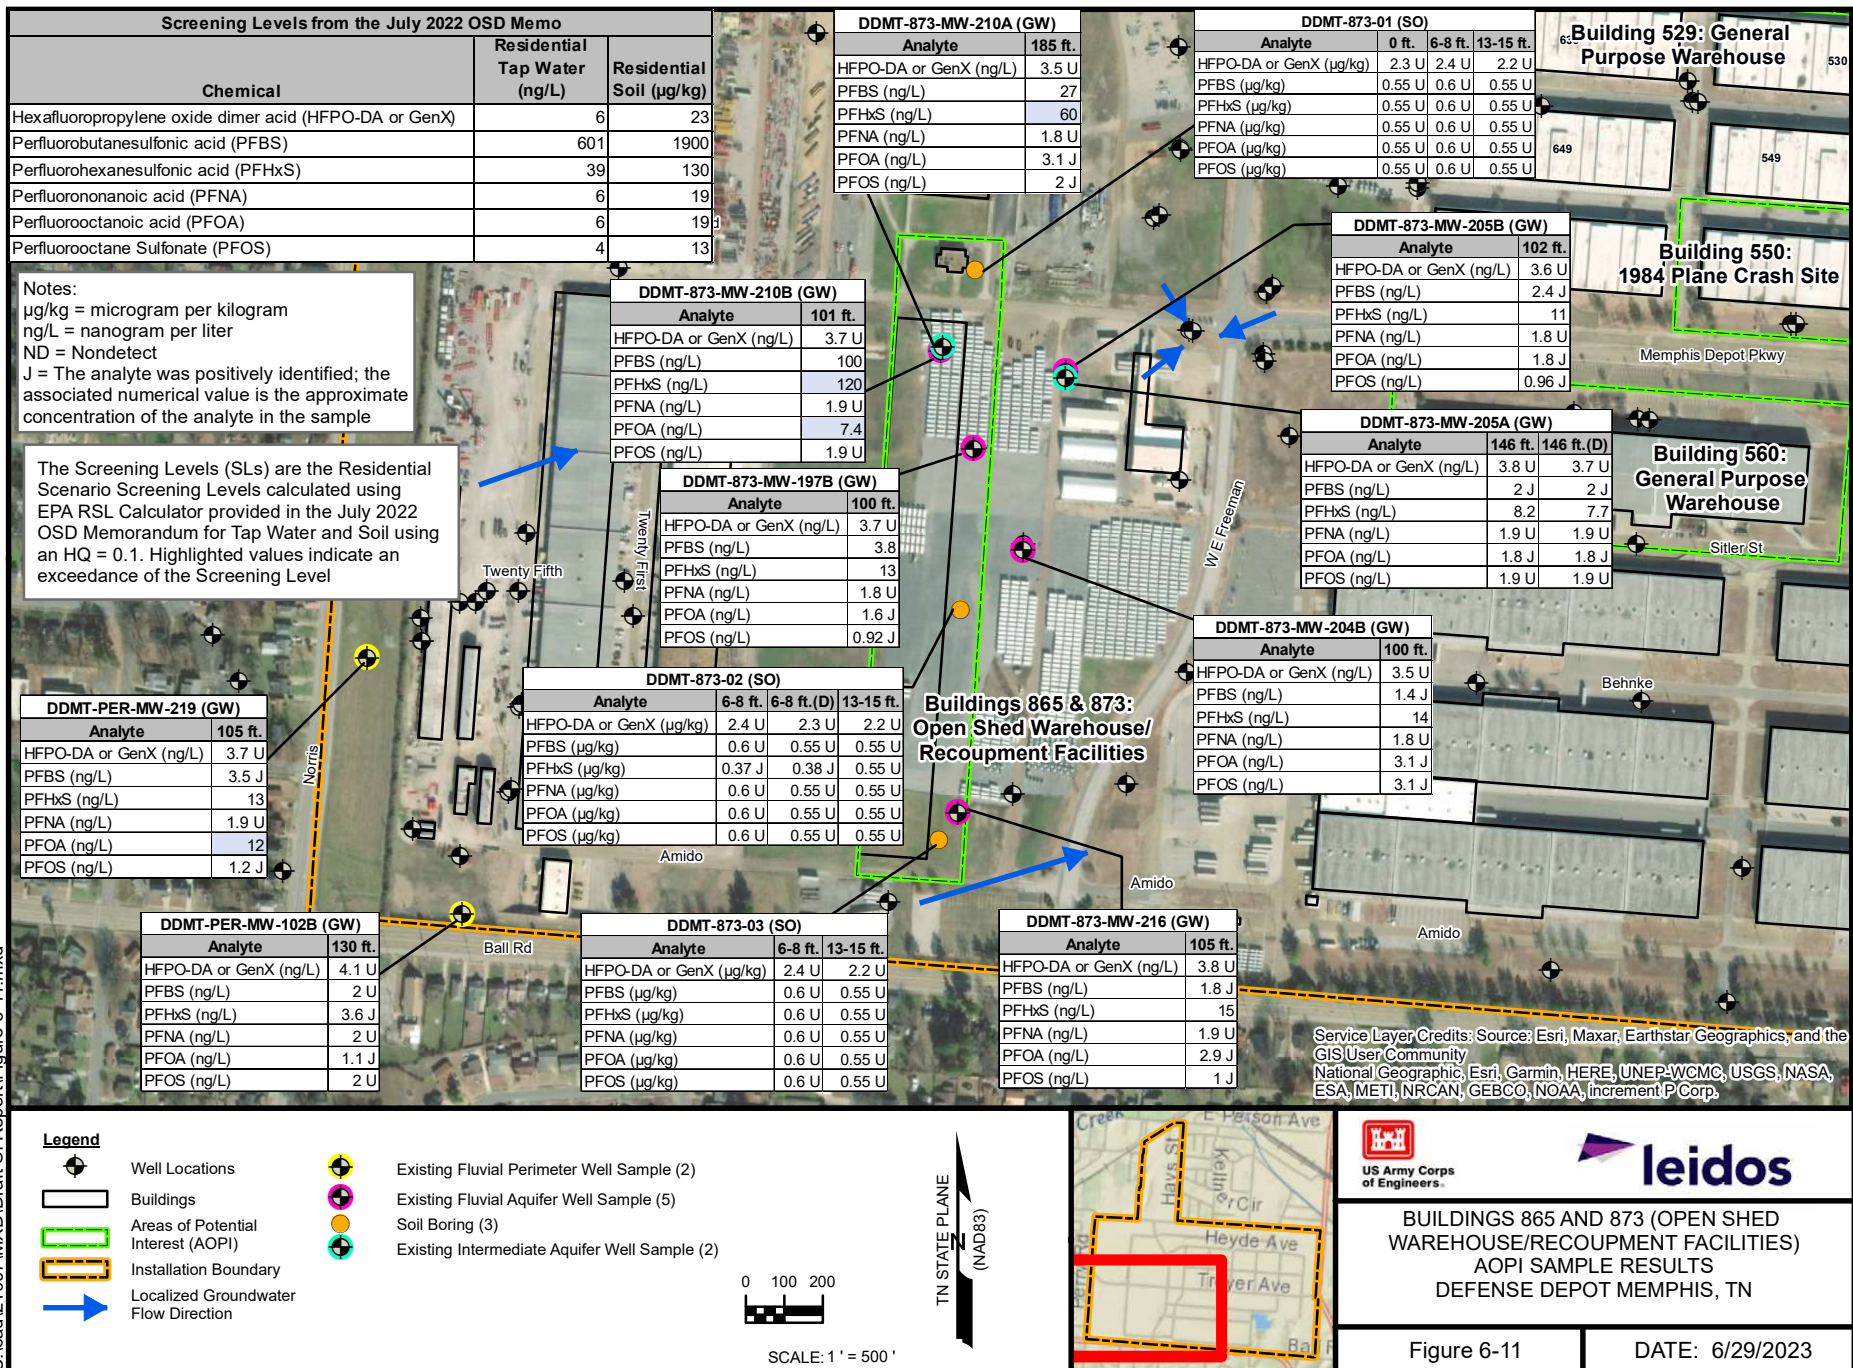 Screening Levels from the July 2022 OSD Memo
Chemical | Residential Tap Water (ng/L) | Residential Soil (µg/kg)
Hexafluoropropylene oxide dimer acid (HFPO-DA or GenX) 6 23
Perfluorobutanesulfonic acid (PFBS) 601 1900
Perfluorohexanesulfonic acid (PFHxS) 39 130
Perfluorononanoic acid (PFNA) 6 19
Perfluorooctanoic acid (PFOA) 6 19
Perfluorooctane Sulfonate (PFOS) 4 13
Notes:
µg/kg = microgram per kilogram
ng/L = nanogram per liter
ND = Nondetect
J = The analyte was positively identified; the
associated numerical value is the approximate
concentration of the analyte in the sample
The Screening Levels (SLs) are the Residential
Scenario Screening Levels calculated using
EPA RSL Calculator provided in the July 2022
OSD Memorandum for Tap Water and Soil using
an HQ = 0.1. Highlighted values indicate an
exceedance of the Screening Level
DDMT-873-MW-210A (GW)
Analyte 185 ft.
HFPO-DA or GenX (ng/L) 3.5 U
PFBS (ng/L) 27
PFHxS (ng/L) 60
PFNA (ng/L) 1.8 U
PFOA (ng/L) 3.1 J
PFOS (ng/L) 2 J
DDMT-873-01 (SO)
Analyte 0 ft. 6-8 ft. 13-15 ft.
HFPO-DA or GenX (µg/kg) 2.3 U 2.4 U 2.2 U
PFBS (µg/kg) 0.55 U 0.6 U 0.55 U
PFHxS (µg/kg) 0.55 U 0.6 U 0.55 U
PFNA (µg/kg) 0.55 U 0.6 U 0.55 U
PFOA (µg/kg) 0.55 U 0.6 U 0.55 U
PFOS (µg/kg) 0.55 U 0.6 U 0.55 U
Building 529: General
Purpose Warehouse
530
649
549
DDMT-873-MW-205B (GW)
Analyte 102 ft.
HFPO-DA or GenX (ng/L) 3.6 U
PFBS (ng/L) 2.4 J
PFHxS (ng/L) 11
PFNA (ng/L) 1.8 U
PFOA (ng/L) 1.8 J
PFOS (ng/L) 0.96 J
Building 550:
1984 Plane Crash Site
Memphis Depot Pkwy
DDMT-873-MW-210B (GW)
Analyte 101 ft.
HFPO-DA or GenX (ng/L) 3.7 U
PFBS (ng/L) 100
PFHxS (ng/L) 120
PFNA (ng/L) 1.9 U
PFOA (ng/L) 7.4
PFOS (ng/L) 1.9 U
DDMT-873-MW-205A (GW)
Analyte 146 ft. 146 ft.(D)
HFPO-DA or GenX (ng/L) 3.8 U 3.7 U
PFBS (ng/L) 2 J 2 J
PFHxS (ng/L) 8.2 7.7
PFNA (ng/L) 1.9 U 1.9 U
PFOA (ng/L) 1.8 J 1.8 J
PFOS (ng/L) 1.9 U 1.9 U
Building 560:
General Purpose
Warehouse
Sitler St
DDMT-873-MW-197B (GW)
Analyte 100 ft.
HFPO-DA or GenX (ng/L) 3.7 U
PFBS (ng/L) 3.8
PFHxS (ng/L) 13
PFNA (ng/L) 1.8 U
PFOA (ng/L) 1.6 J
PFOS (ng/L) 0.92 J
Twenty First
Twenty Fifth
W E Freeman
DDMT-873-MW-204B (GW)
Analyte 100 ft.
HFPO-DA or GenX (ng/L) 3.5 U
PFBS (ng/L) 1.4 J
PFHxS (ng/L) 14
PFNA (ng/L) 1.8 U
PFOA (ng/L) 3.1 J
PFOS (ng/L) 3.1 J
Behnke
DDMT-873-02 (SO)
Analyte 6-8 ft. 6-8 ft.(D) 13-15 ft.
HFPO-DA or GenX (µg/kg) 2.4 U 2.3 U 2.2 U
PFBS (µg/kg) 0.6 U 0.55 U 0.55 U
PFHxS (µg/kg) 0.37 J 0.38 J 0.55 U
PFNA (µg/kg) 0.6 U 0.55 U 0.55 U
PFOA (µg/kg) 0.6 U 0.55 U 0.55 U
PFOS (µg/kg) 0.6 U 0.55 U 0.55 U
Buildings 865 & 873:
Open Shed Warehouse/
Recoupment Facilities
DDMT-PER-MW-219 (GW)
Analyte 105 ft.
HFPO-DA or GenX (ng/L) 3.7 U
PFBS (ng/L) 3.5 J
PFHxS (ng/L) 13
PFNA (ng/L) 1.9 U
PFOA (ng/L) 12
PFOS (ng/L) 1.2 J
Norris
Amido
Amido
Amido
Ball Rd
DDMT-PER-MW-102B (GW)
Analyte 130 ft.
HFPO-DA or GenX (ng/L) 4.1 U
PFBS (ng/L) 2 U
PFHxS (ng/L) 3.6 J
PFNA (ng/L) 2 U
PFOA (ng/L) 1.1 J
PFOS (ng/L) 2 U
DDMT-873-03 (SO)
Analyte 6-8 ft. 13-15 ft.
HFPO-DA or GenX (µg/kg) 2.4 U 2.2 U
PFBS (µg/kg) 0.6 U 0.55 U
PFHxS (µg/kg) 0.6 U 0.55 U
PFNA (µg/kg) 0.6 U 0.55 U
PFOA (µg/kg) 0.6 U 0.55 U
PFOS (µg/kg) 0.6 U 0.55 U
DDMT-873-MW-216 (GW)
Analyte 105 ft.
HFPO-DA or GenX (ng/L) 3.8 U
PFBS (ng/L) 1.8 J
PFHxS (ng/L) 15
PFNA (ng/L) 1.9 U
PFOA (ng/L) 2.9 J
PFOS (ng/L) 1 J
Service Layer Credits: Source: Esri, Maxar, Earthstar Geographics, and the
GIS User Community
National Geographic, Esri, Garmin, HERE, UNEP-WCMC, USGS, NASA,
ESA, METI, NRCAN, GEBCO, NOAA, increment P Corp.
Legend
Well Locations
Buildings
Areas of Potential
Interest (AOPI)
Installation Boundary
Localized Groundwater
Flow Direction
Existing Fluvial Perimeter Well Sample (2)
Existing Fluvial Aquifer Well Sample (5)
Soil Boring (3)
Existing Intermediate Aquifer Well Sample (2)
0 100 200
SCALE: 1 ' = 500 '
TN STATE PLANE
N
(NAD83)
Creek
E Person Ave
Hays St
Keltner Cir
Heyde Ave
Troyer Ave
US Army Corps
of Engineers
leidos
BUILDINGS 865 AND 873 (OPEN SHED
WAREHOUSE/RECOUPMENT FACILITIES)
AOPI SAMPLE RESULTS
DEFENSE DEPOT MEMPHIS, TN
Figure 6-11
DATE: 6/29/2023